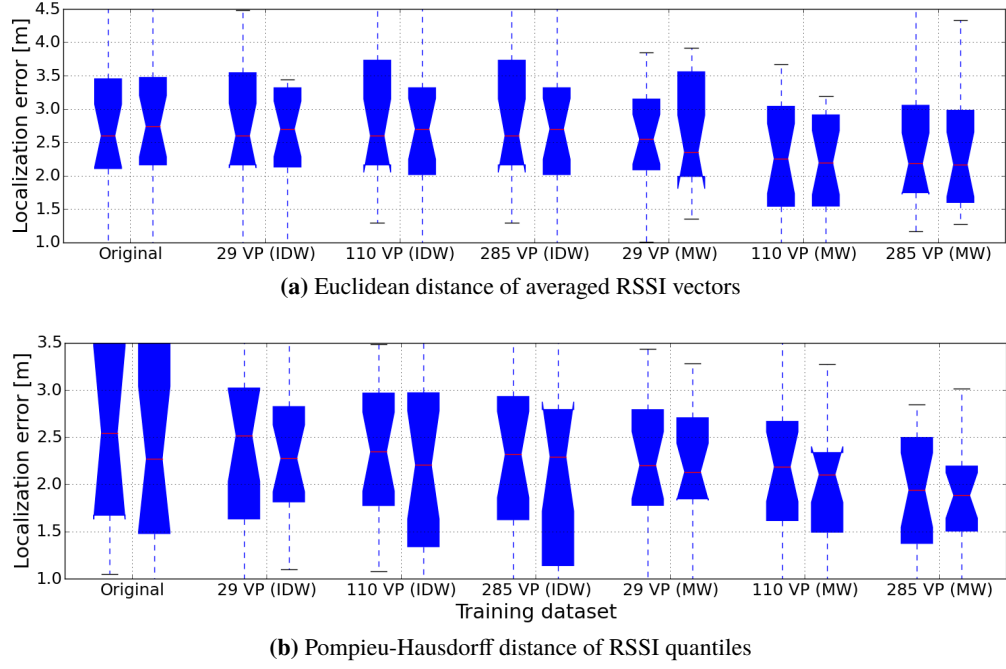 4.5
4.0
3.5
3.0
2.5
2.0
1.5
1.0
Localization error [m]
Original 29 VP (IDW) 110 VP (IDW) 285 VP (IDW) 29 VP (MW) 110 VP (MW) 285 VP (MW)
(a) Euclidean distance of averaged RSSI vectors
3.5
3.0
2.5
2.0
1.5
1.0
Localization error [m]
Original 29 VP (IDW) 110 VP (IDW) 285 VP (IDW) 29 VP (MW) 110 VP (MW) 285 VP (MW)
Training dataset
(b) Pompieu-Hausdorff distance of RSSI quantiles